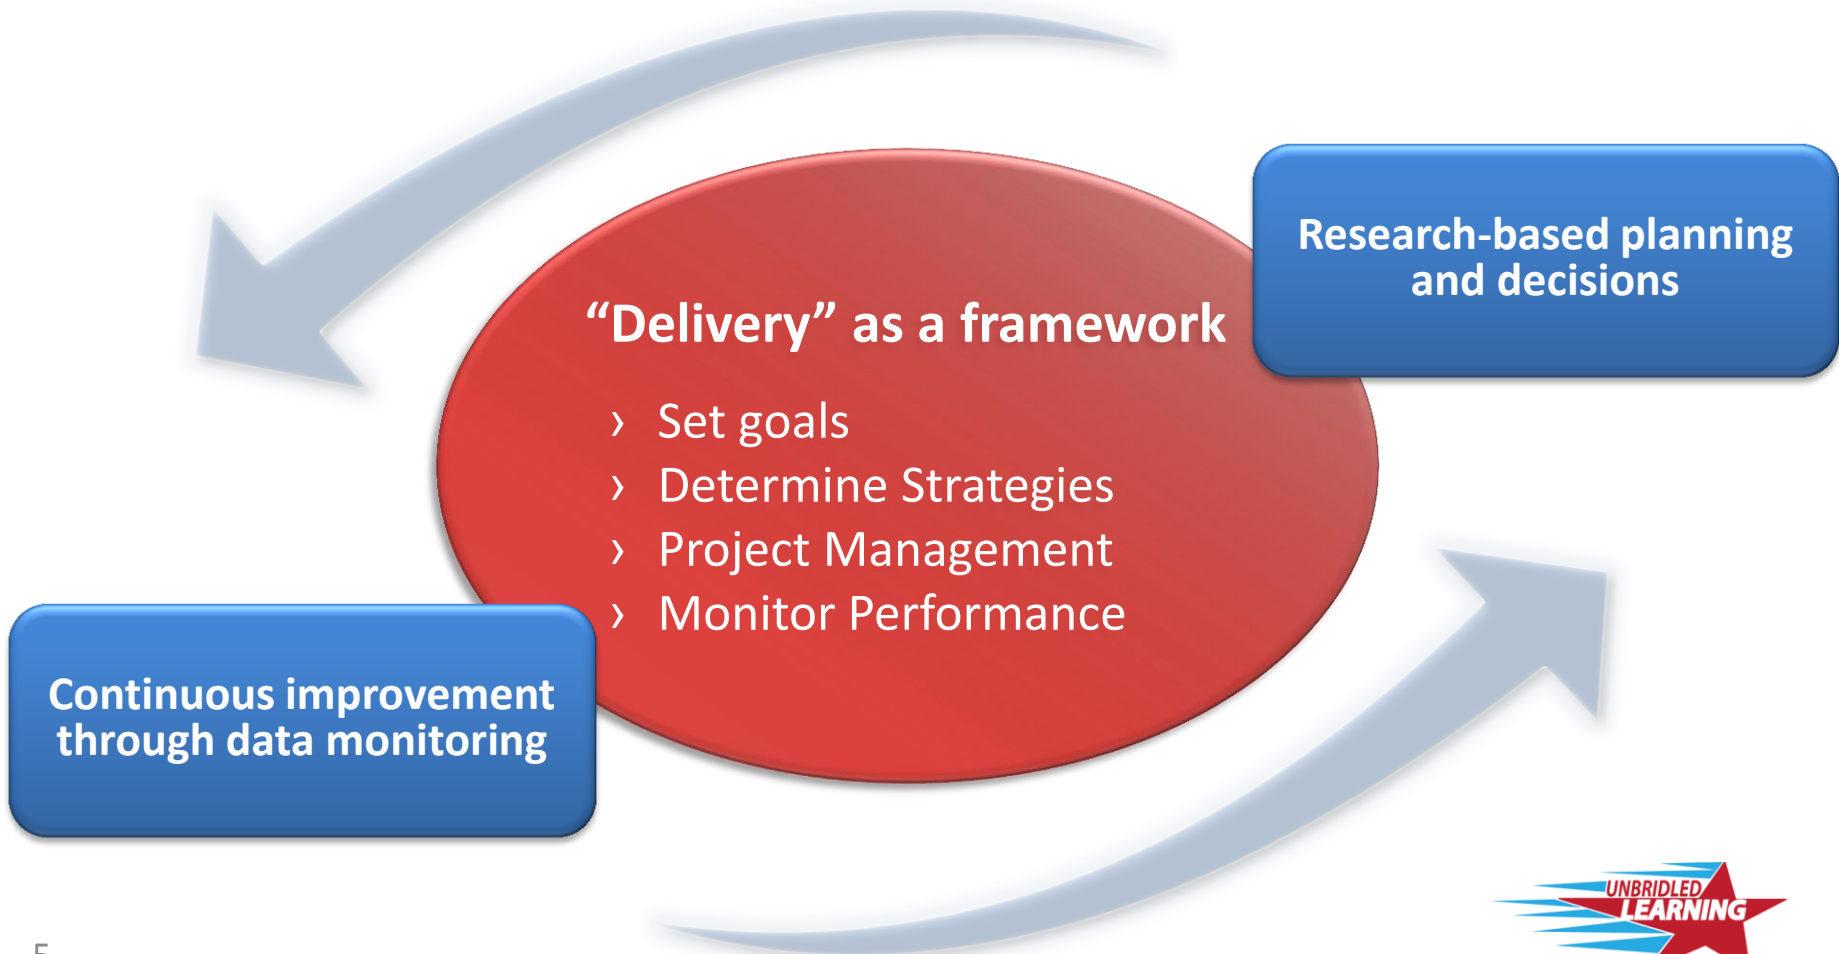 Research-based planning
and decisions
“Delivery” as a framework
› Set goals
› Determine Strategies
› Project Management
› Monitor Performance
Continuous improvement
through data monitoring
UNBRIDLED
LEARNING
5